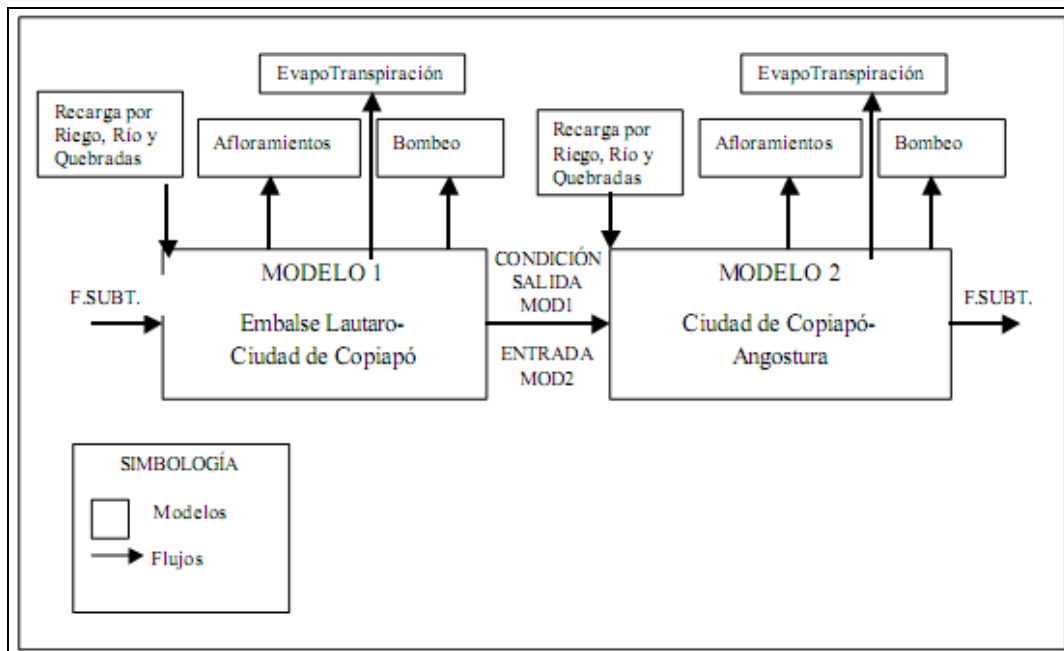 EvapoTranspiración
Recarga por
Riego, Río y
Quebradas
Afloramientos
Bombeo
EvapoTranspiración
Recarga por
Riego, Río y
Quebradas
Afloramientos
Bombeo
F.SUBT.
MODELO 1
Embalse Lautaro-
Ciudad de Copiapó
CONDICIÓN
SALIDA
MOD1
ENTRADA
MOD2
MODELO 2
Ciudad de Copiapó-
Angostura
F.SUBT.
SIMBOLOGÍA
Modelos
Flujos